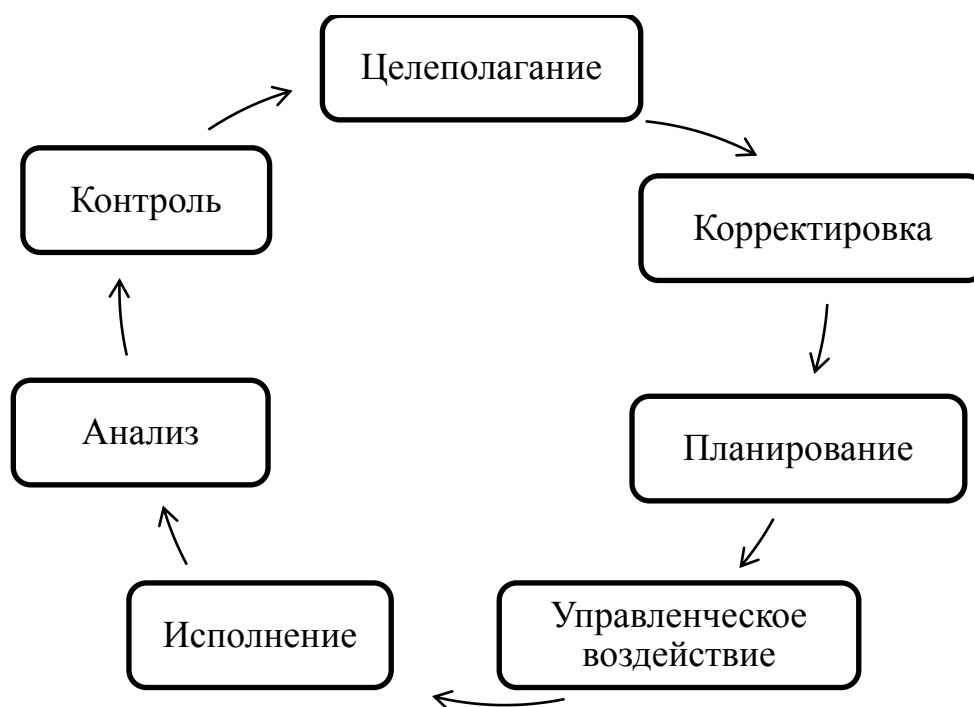 Целеполагание
Корректировка
Планирование
Управленческое
воздействие
Исполнение
Анализ
Контроль